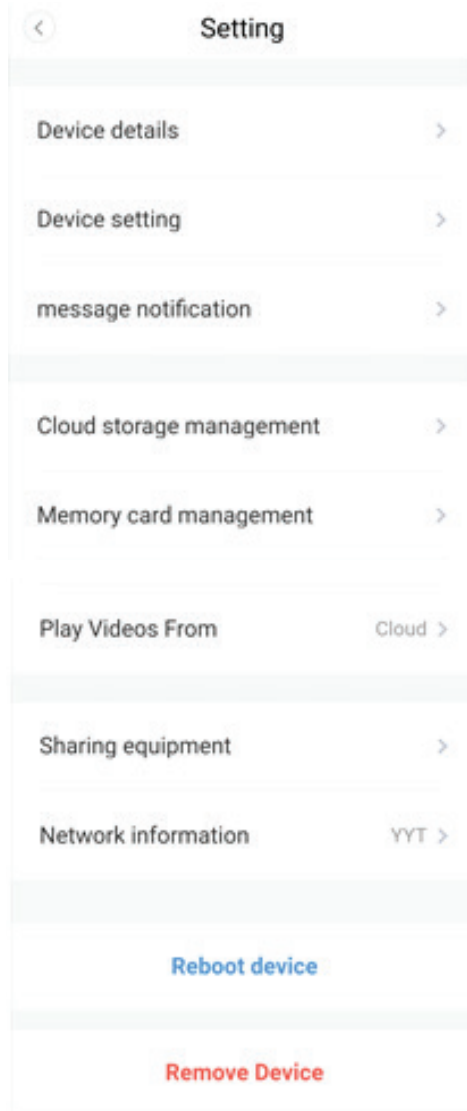 Setting
Device details
Device setting
message notification
Cloud storage management
Memory card management
Play Videos From Cloud
Sharing equipment
Network information YYT
Reboot device
Remove Device